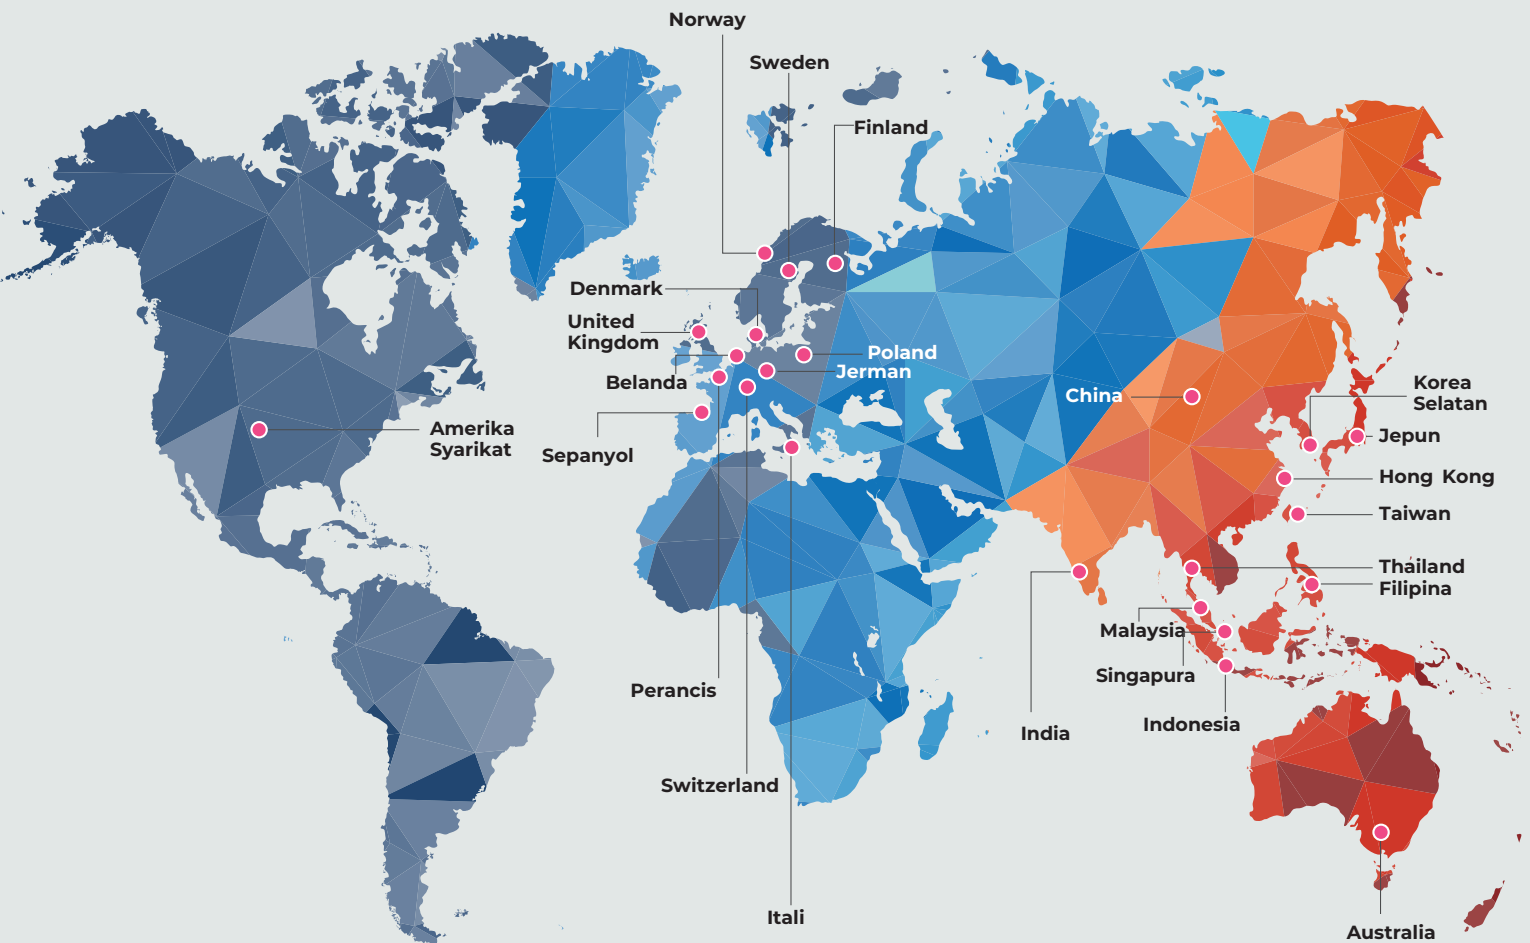 Norway
Sweden
Finland
Denmark
United
Kingdom
Poland
Jerman
Belanda
China
Korea
Selatan
Sepanyol
Amerika
Syarikat
Jepun
Hong Kong
Taiwan
Thailand
Filipina
Malaysia
Singapura
Perancis
Indonesia
India
Switzerland
Itali
Australia